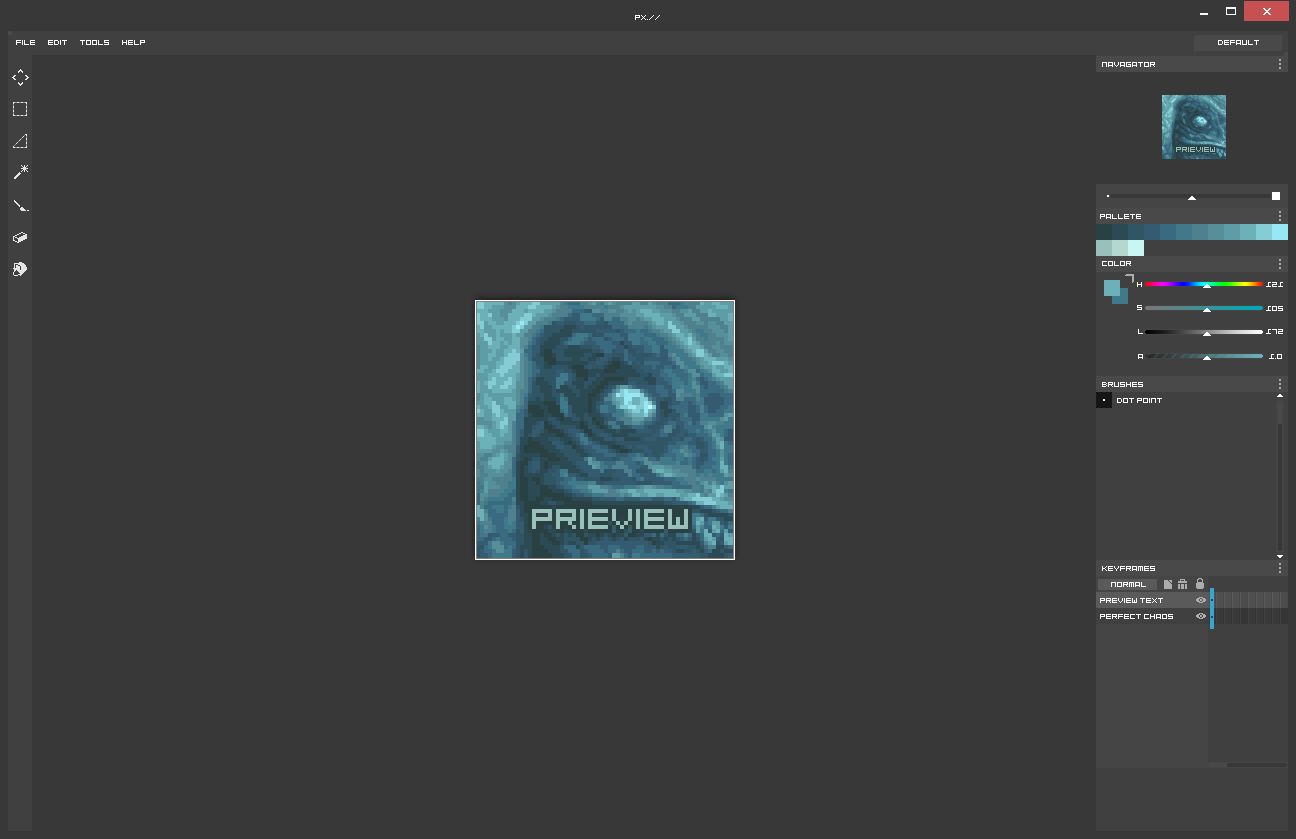 PX.//
FILE EDIT TOOLS HELP
DEFAULT
NAVAGATOR
PRIEVIEW
PALLETE
COLOR
H 121
S 105
L 172
A 1.0
BRUSHES
DOT POINT
PRIEVIEW
KEYFRAMES
NORMAL
PREVIEW TEXT
PERFECT CHAOS